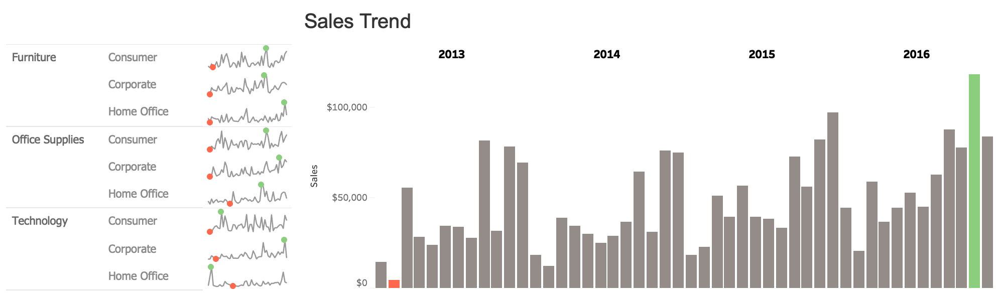 Sales Trend
Furniture
Consumer
Corporate
Home Office
Office Supplies
Consumer
Corporate
Home Office
Technology
Consumer
Corporate
Home Office
2013 2014 2015 2016
Sales
$100,000
$50,000
$0